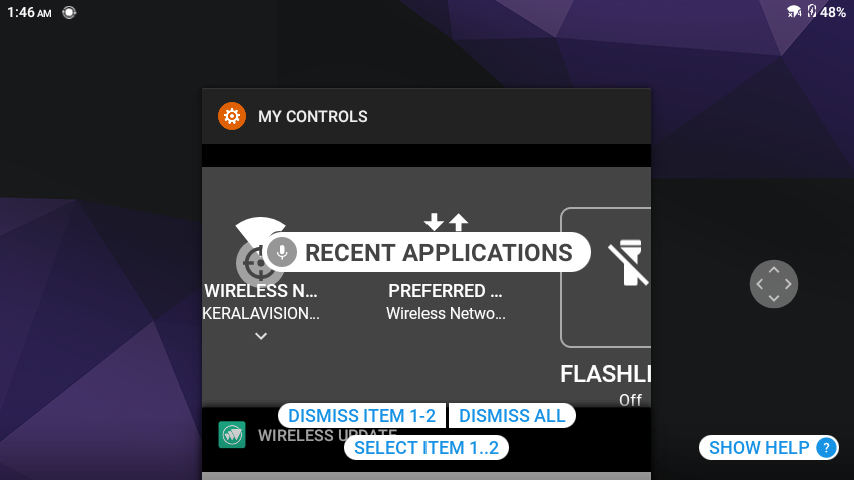 1:46 AM
48%
MY CONTROLS
RECENT APPLICATIONS
WIRELESS N...
PREFERRED ...
KERALAVISION...
Wireless Netwo...
FLASHLI
Off
DISMISS ITEM 1-2
DISMISS ALL
WIRELESS UPDATE
SELECT ITEM 1..2
SHOW HELP ?